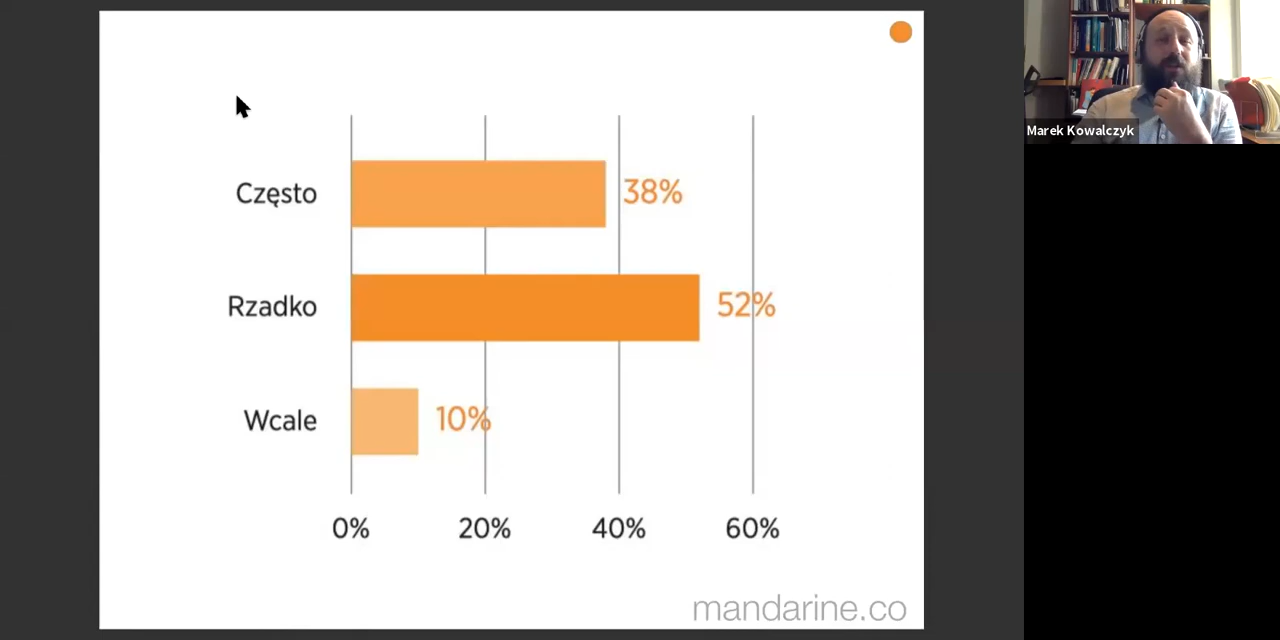 Marek Kowalczyk
Często
38%
Rzadko
52%
Wcale
10%
0% 20% 40% 60%
mandarine.co